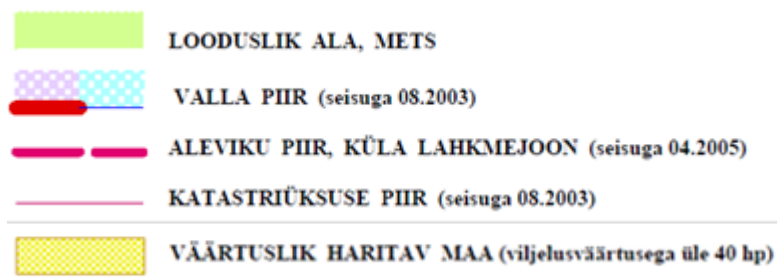 LOODUSLIK ALA, METS
VALLA PIIR (seisuga 08.2003)
ALEVIKU PIIR, KÜLA LAHKMEJOON (seisuga 04.2005)
KATASTRIÜKSUSE PIIR (seisuga 08.2003)
VÄÄRTUSLIK HARITAV MAA (viljelusväärtusega üle 40 hp)